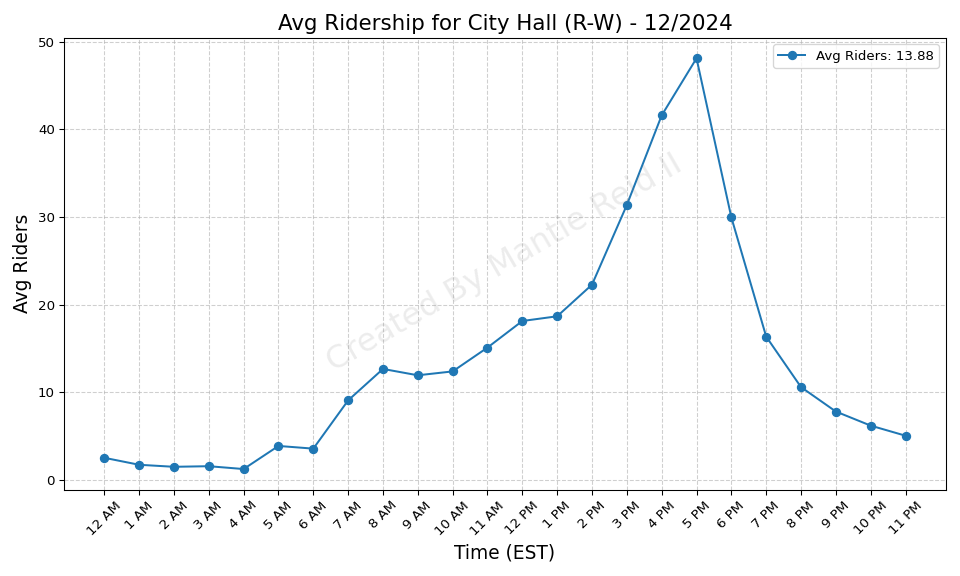 Avg Ridership for City Hall (R-W) - 12/2024
Avg Riders: 13.88
50
40
30
20
10
0
Avg Riders
Created By Mantie Reid II
12 AM
1 AM
2 AM
3 AM
4 AM
5 AM
6 AM
7 AM
8 AM
9 AM
10 AM
11 AM
12 PM
1 PM
2 PM
3 PM
4 PM
5 PM
6 PM
7 PM
8 PM
9 PM
10 PM
11 PM
Time (EST)